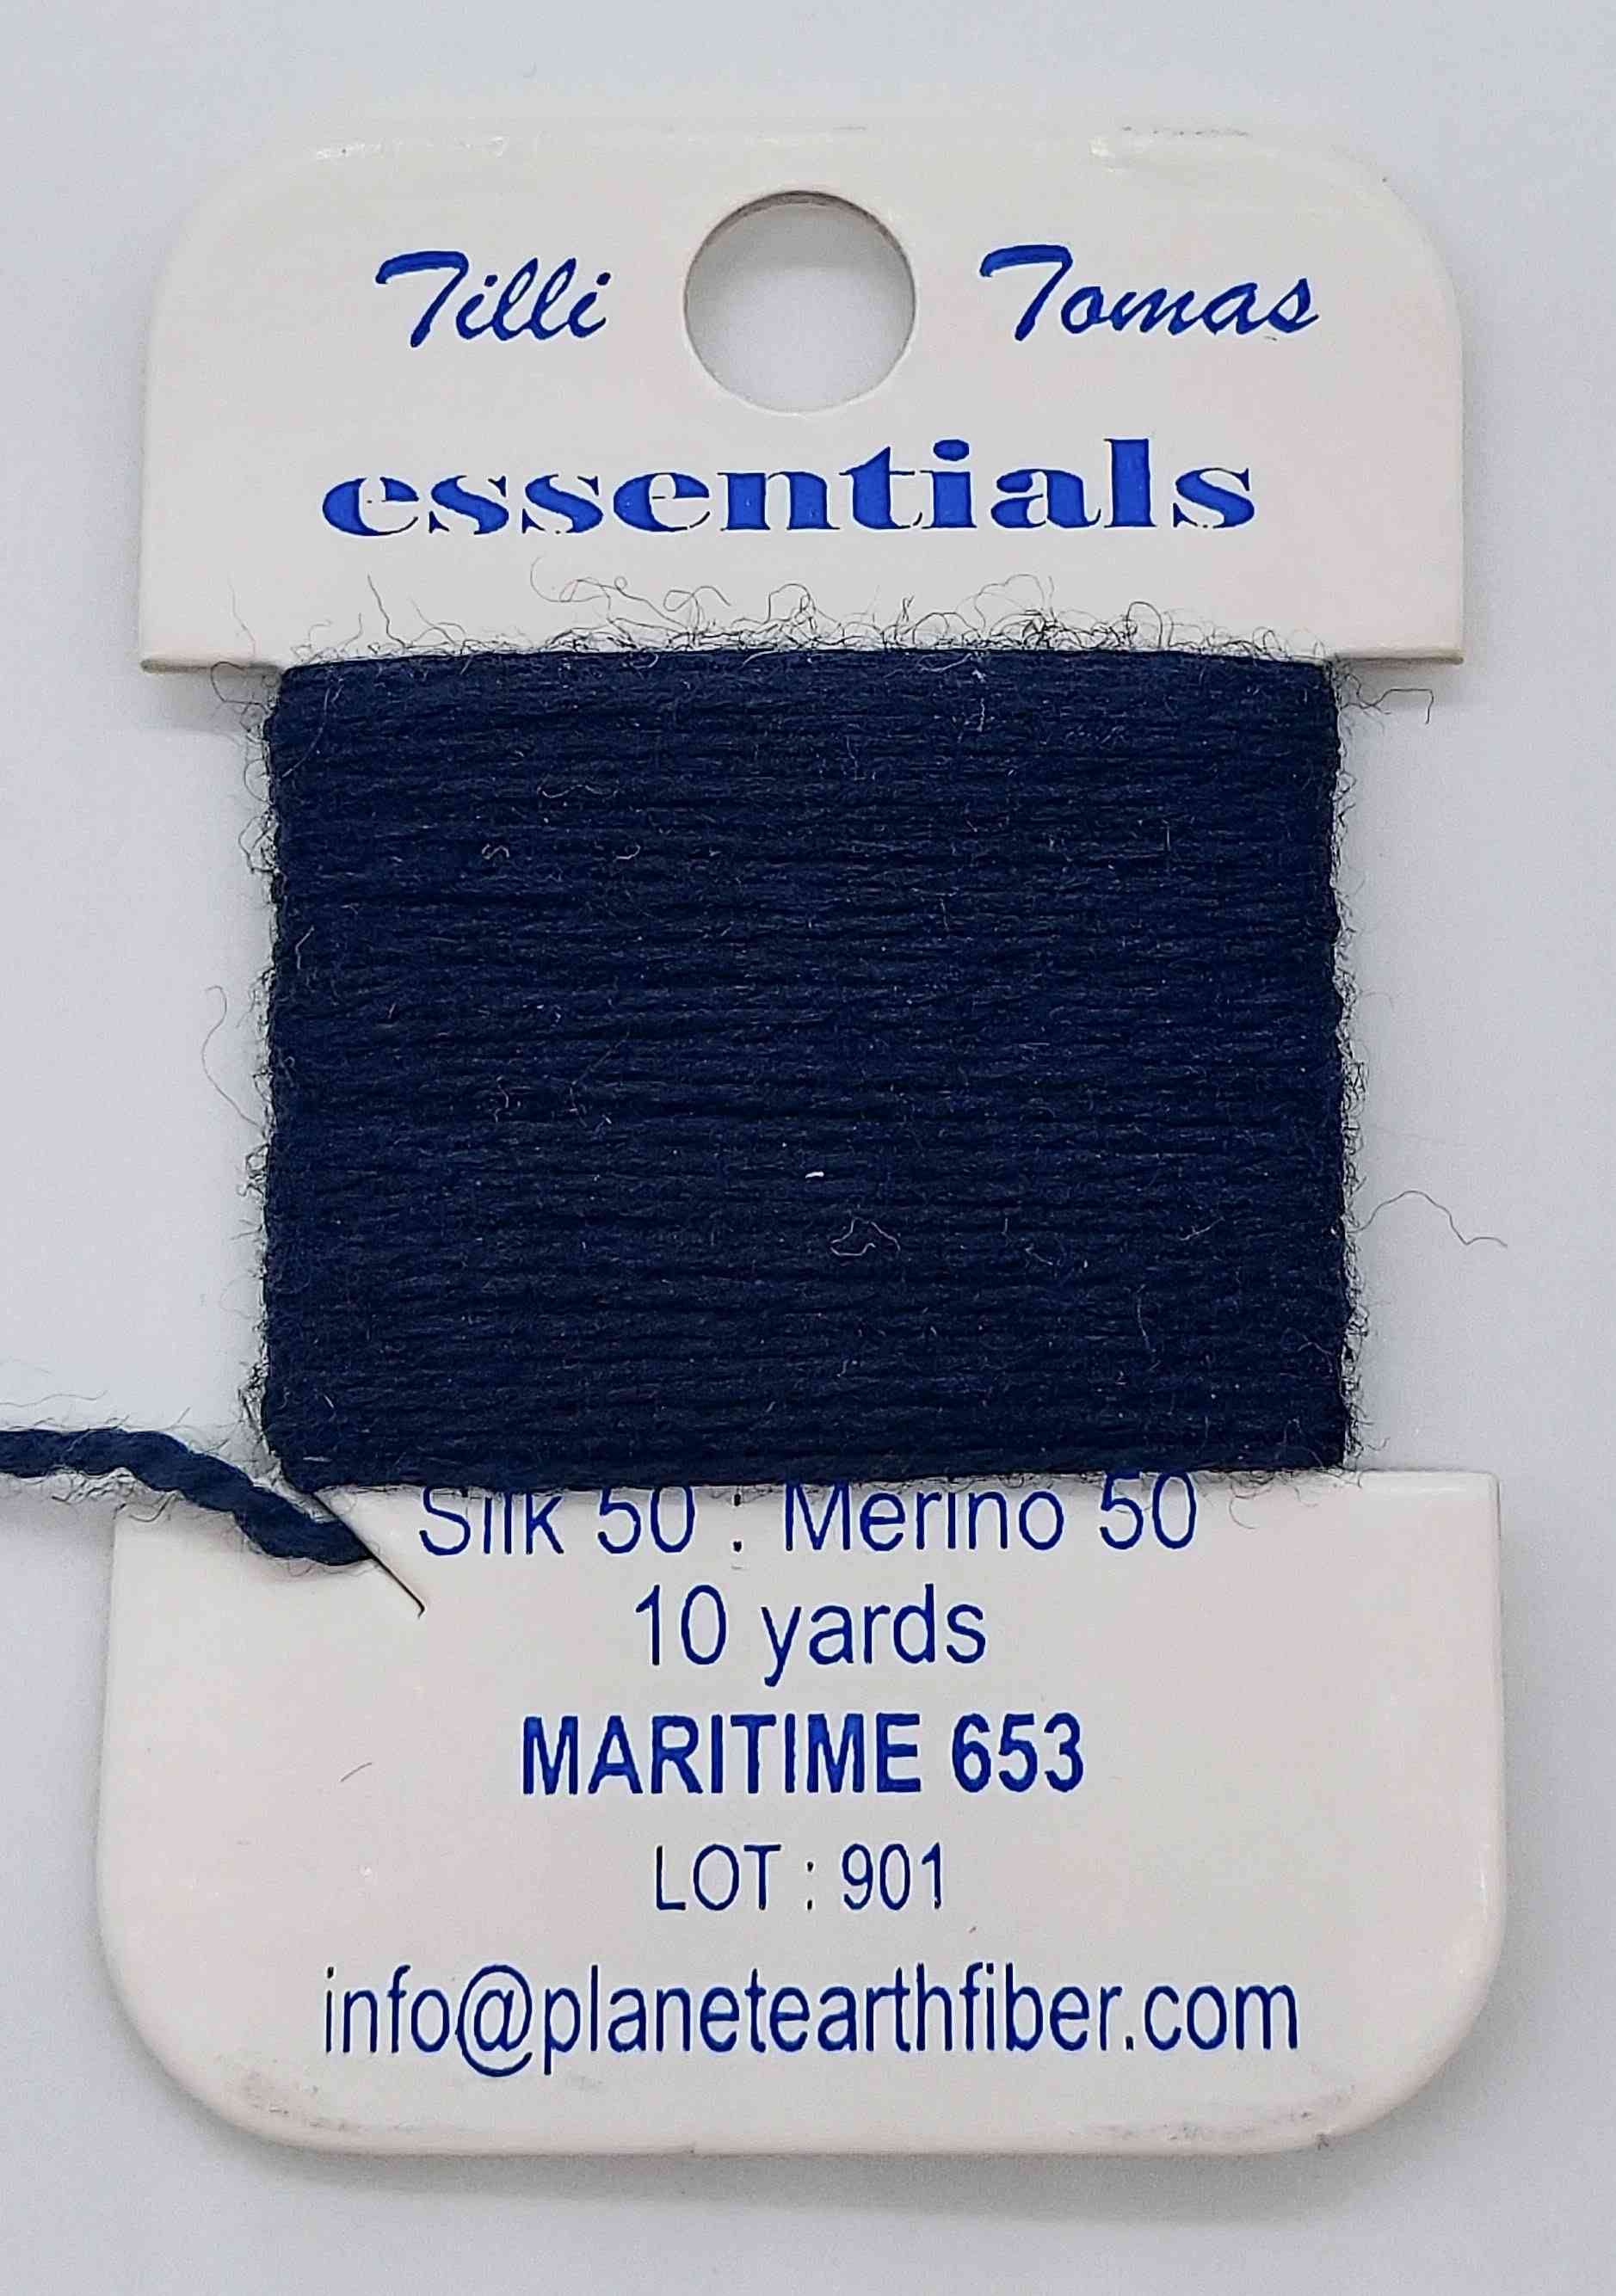 Tilli Tomas
essentials
Silk 50 : Merino 50
10 yards
MARITIME 653
LOT : 901
info@planetearthfiber.com